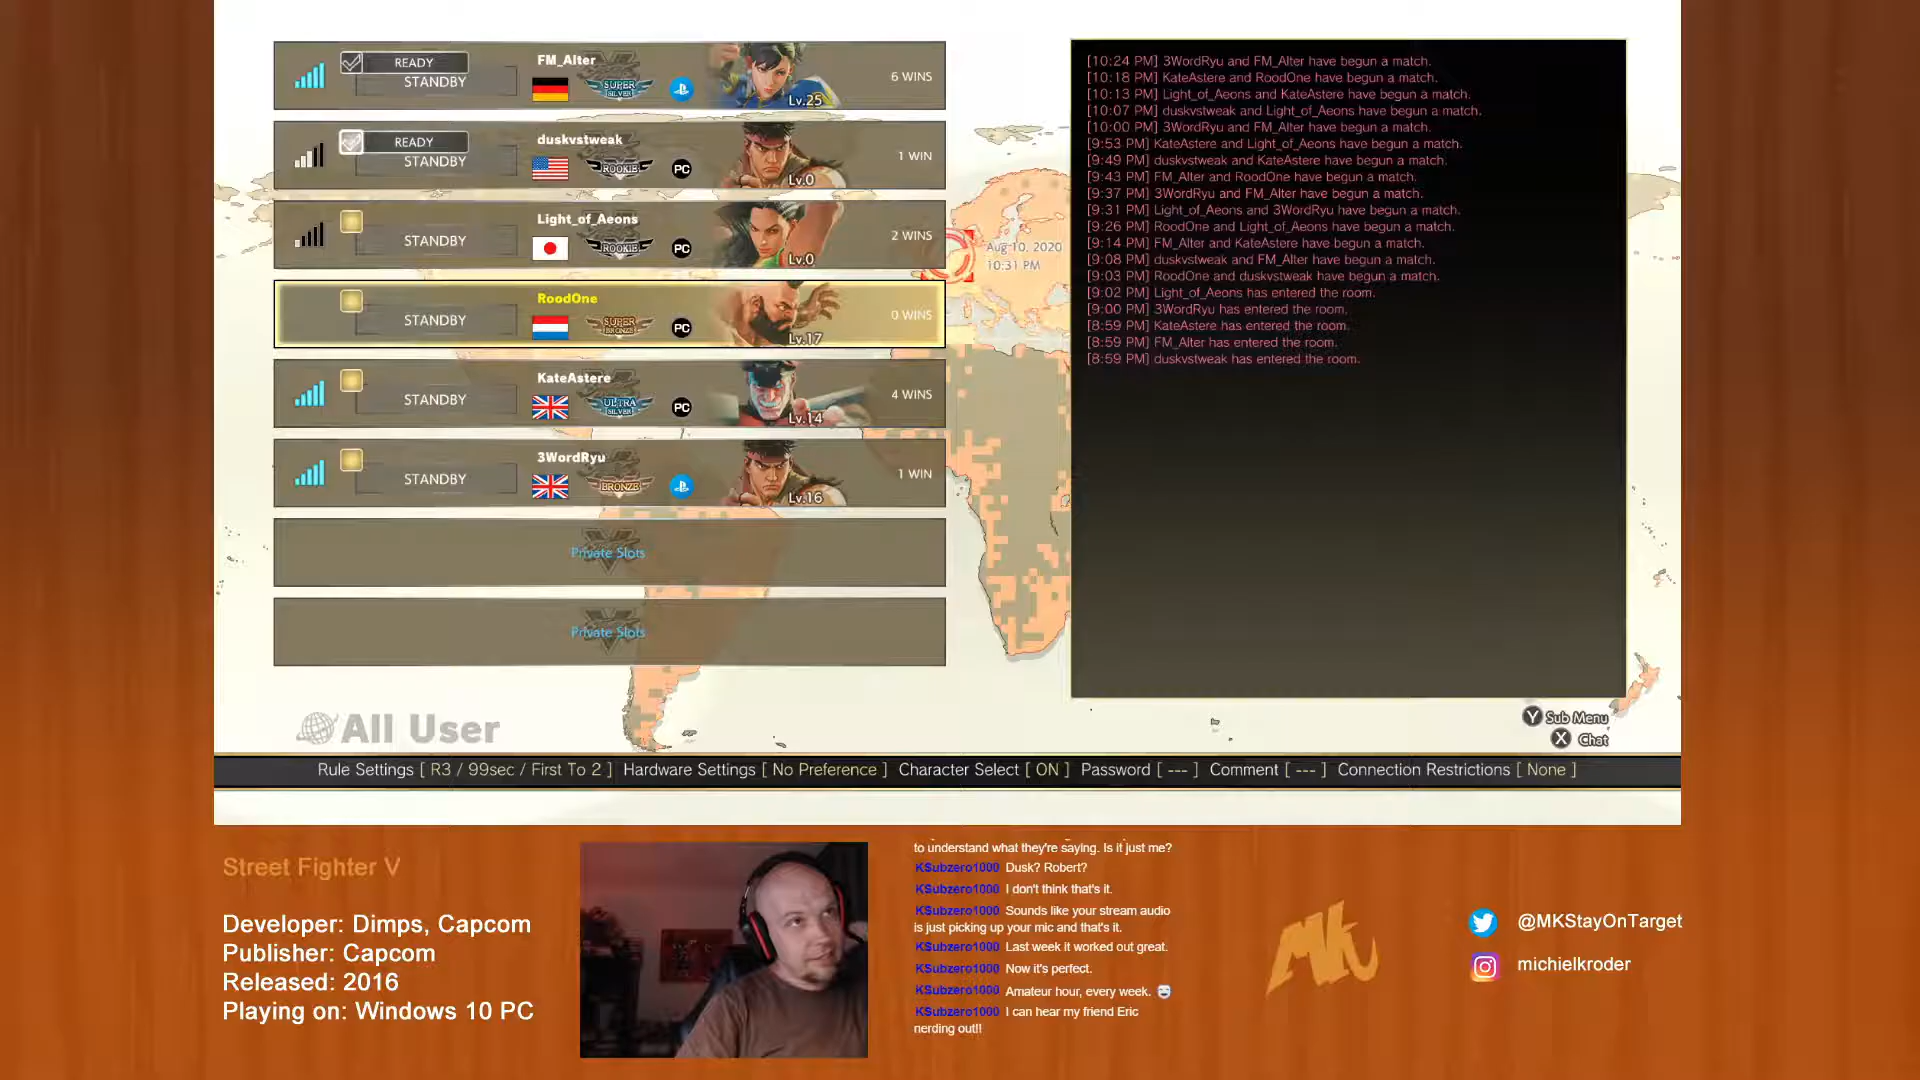 READY
STANDBY
FM_Alter
SUPER SILVER
Lv.25
6 WINS
READY
STANDBY
duskvstweak
ROOKIE
PC
Lv.0
1 WIN
STANDBY
Light_of_Aeons
ROOKIE
PC
Lv.0
2 WINS
STANDBY
RoodOne
SUPER BRONZE
PC
Lv.17
0 WINS
STANDBY
KateAstere
ULTRA SILVER
PC
Lv.14
4 WINS
STANDBY
3WordRyu
BRONZE
Lv.16
1 WIN
Private Slots
Private Slots
All User
Aug 10, 2020
10:31 PM
[10:24 PM] 3WordRyu and FM_Alter have begun a match.
[10:18 PM] KateAstere and RoodOne have begun a match.
[10:13 PM] Light_of_Aeons and KateAstere have begun a match.
[10:07 PM] duskvstweak and Light_of_Aeons have begun a match.
[10:00 PM] 3WordRyu and FM_Alter have begun a match.
[9:53 PM] KateAstere and Light_of_Aeons have begun a match.
[9:49 PM] duskvstweak and KateAstere have begun a match.
[9:43 PM] FM_Alter and RoodOne have begun a match.
[9:37 PM] 3WordRyu and FM_Alter have begun a match.
[9:31 PM] Light_of_Aeons and 3WordRyu have begun a match.
[9:26 PM] RoodOne and Light_of_Aeons have begun a match.
[9:14 PM] FM_Alter and KateAstere have begun a match.
[9:08 PM] duskvstweak and FM_Alter have begun a match.
[9:03 PM] RoodOne and duskvstweak have begun a match.
[9:02 PM] Light_of_Aeons has entered the room.
[9:00 PM] 3WordRyu has entered the room.
[8:59 PM] KateAstere has entered the room.
[8:59 PM] FM_Alter has entered the room.
[8:59 PM] duskvstweak has entered the room.
Y Sub Menu
X Chat
Rule Settings [ R3 / 99sec / First To 2 ] Hardware Settings [ No Preference ] Character Select [ ON ] Password [ --- ] Comment [ --- ] Connection Restrictions [ None ]
Street Fighter V
Developer: Dimps, Capcom
Publisher: Capcom
Released: 2016
Playing on: Windows 10 PC
to understand what they're saying. Is it just me?
KSubzero1000 Dusk? Robert?
KSubzero1000 I don't think that's it.
KSubzero1000 Sounds like your stream audio
is just picking up your mic and that's it.
KSubzero1000 Last week it worked out great.
KSubzero1000 Now it's perfect.
KSubzero1000 Amateur hour, every week.
KSubzero1000 I can hear my friend Eric
nerding out!!
MK
@MKStayOnTarget
michielkroder